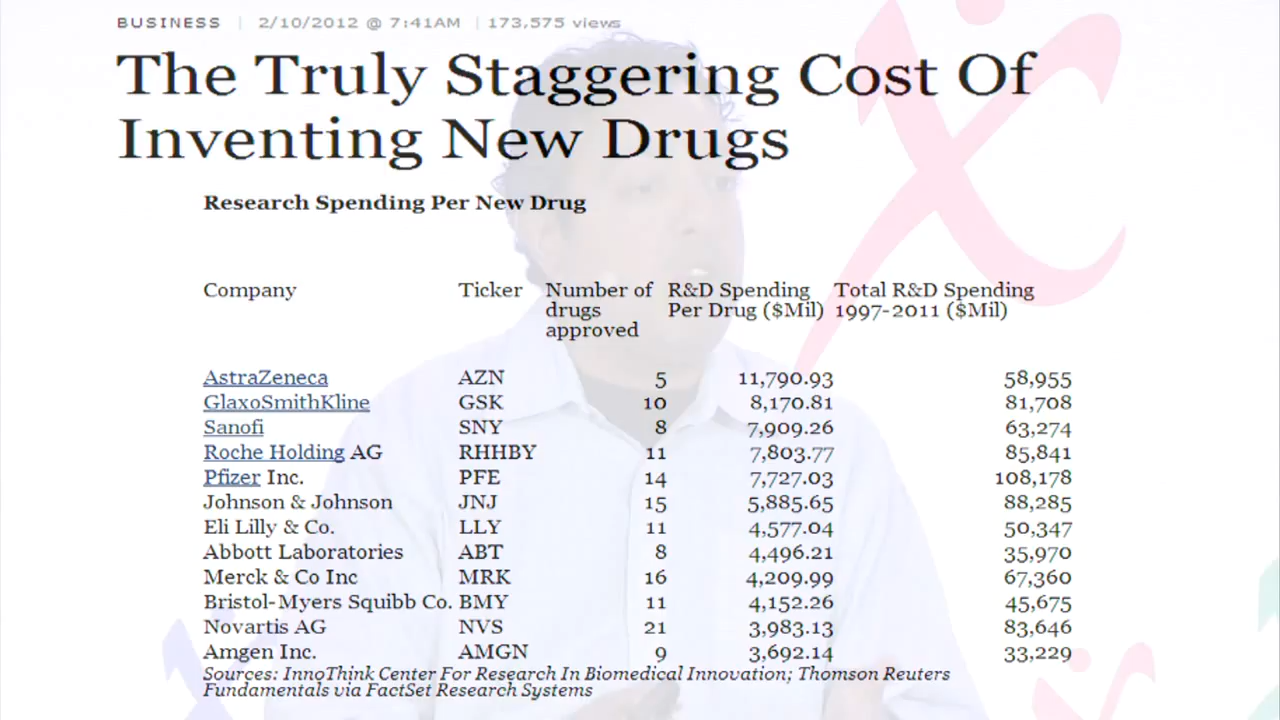 BUSINESS | 2/10/2012 @ 7:41AM | 173,575 views
The Truly Staggering Cost Of
Inventing New Drugs
Research Spending Per New Drug
Company Ticker Number of drugs approved R&D Spending Per Drug ($Mil) Total R&D Spending 1997-2011 ($Mil)
AstraZeneca AZN 5 11,790.93 58,955
GlaxoSmithKline GSK 10 8,170.81 81,708
Sanofi SNY 8 7,909.26 63,274
Roche Holding AG RHHBY 11 7,803.77 85,841
Pfizer Inc. PFE 14 7,727.03 108,178
Johnson & Johnson JNJ 15 5,885.65 88,285
Eli Lilly & Co. LLY 11 4,577.04 50,347
Abbott Laboratories ABT 8 4,496.21 35,970
Merck & Co Inc MRK 16 4,209.99 67,360
Bristol-Myers Squibb Co. BMY 11 4,152.26 45,675
Novartis AG NVS 21 3,983.13 83,646
Amgen Inc. AMGN 9 3,692.14 33,229
Sources: InnoThink Center For Research In Biomedical Innovation; Thomson Reuters
Fundamentals via FactSet Research Systems